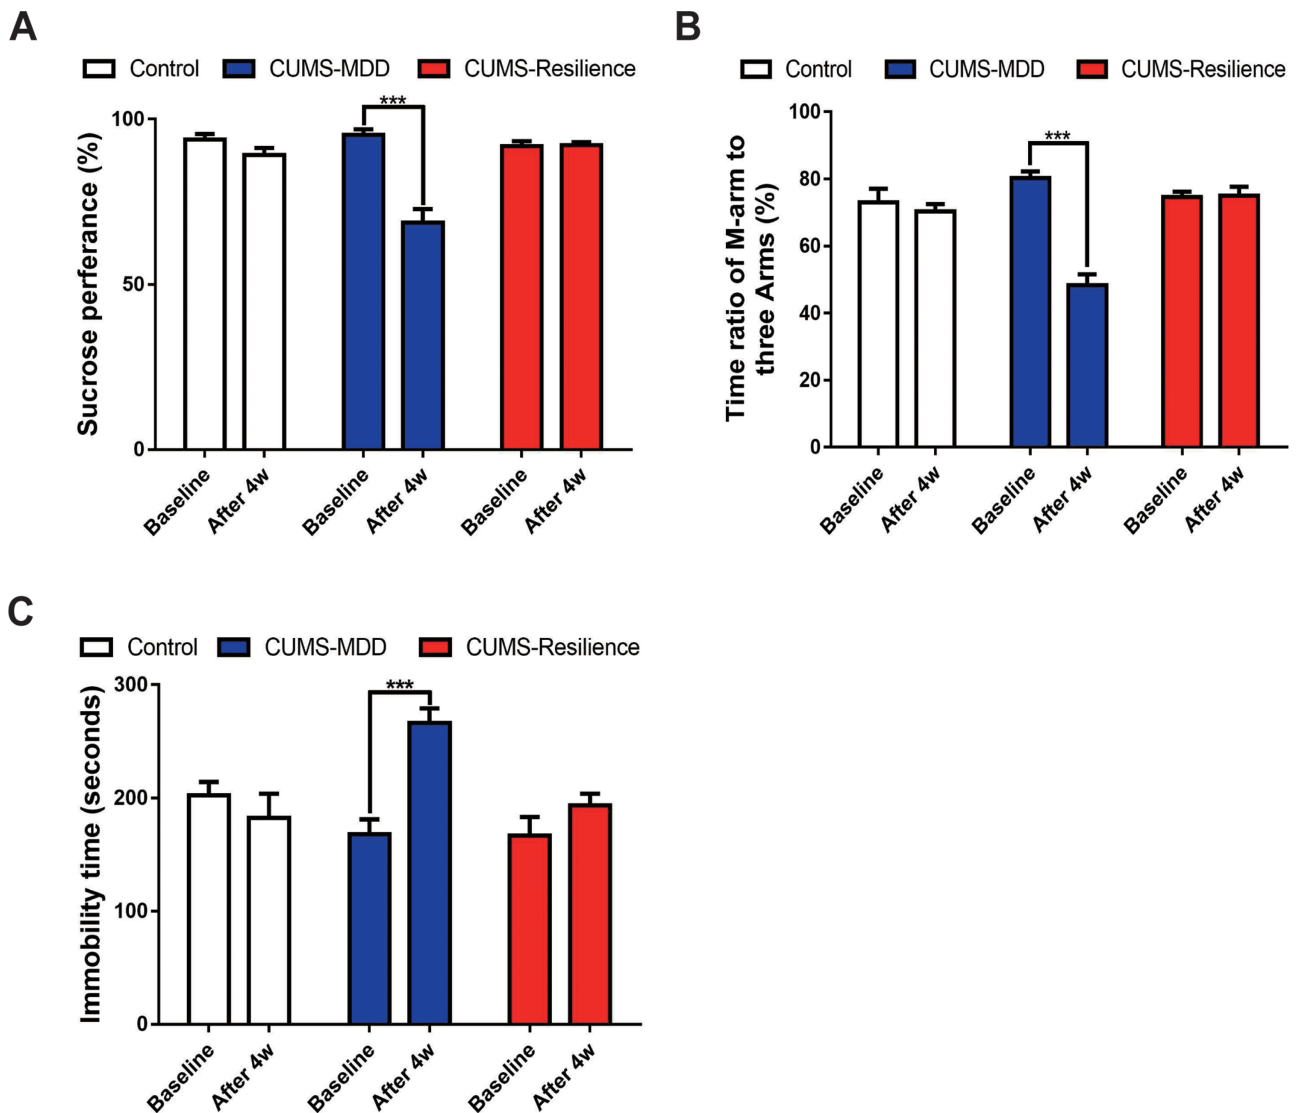 A
Control CUMS-MDD CUMS-Resilience
Sucrose perferance (%)
100
50
0
***
Baseline After 4w Baseline After 4w Baseline After 4w
B
Control CUMS-MDD CUMS-Resilience
Time ratio of M-arm to
three Arms (%)
100
80
60
40
20
0
***
Baseline After 4w Baseline After 4w Baseline After 4w
C
Control CUMS-MDD CUMS-Resilience
Immobility time (seconds)
300
200
100
0
***
Baseline After 4w Baseline After 4w Baseline After 4w